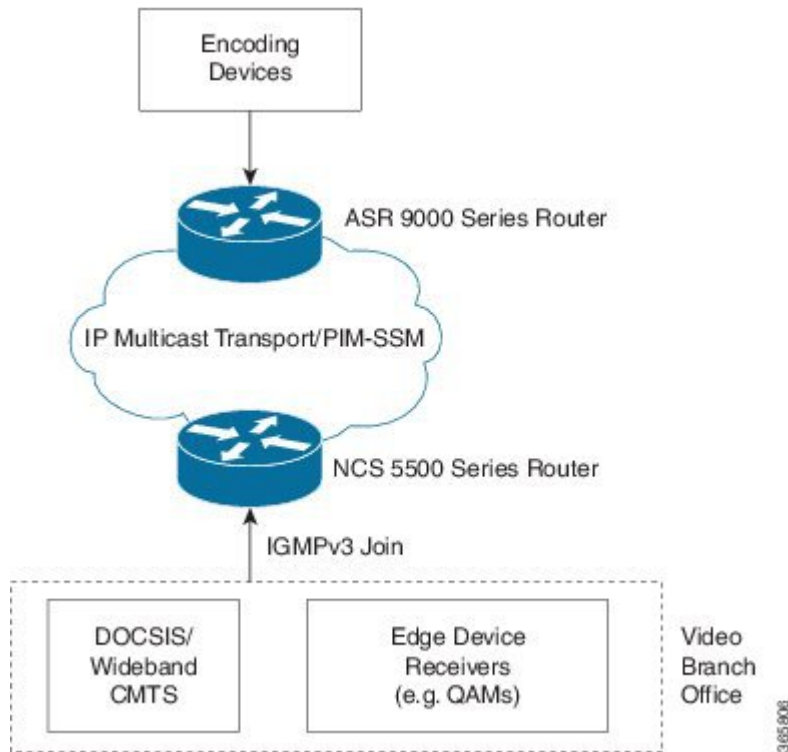 Encoding
Devices
ASR 9000 Series Router
IP Multicast Transport/PIM-SSM
NCS 5500 Series Router
IGMPv3 Join
DOCSIS/
Wideband
CMTS
Edge Device
Receivers
(e.g. QAMs)
Video
Branch
Office
365806